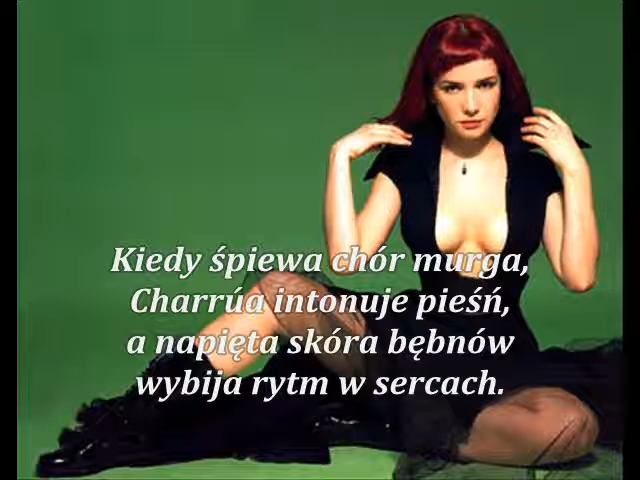 Kiedy śpiewa chór murga,
Charrúa intonuje pieśń,
a napięta skóra bębnów
wybija rytm w sercach.